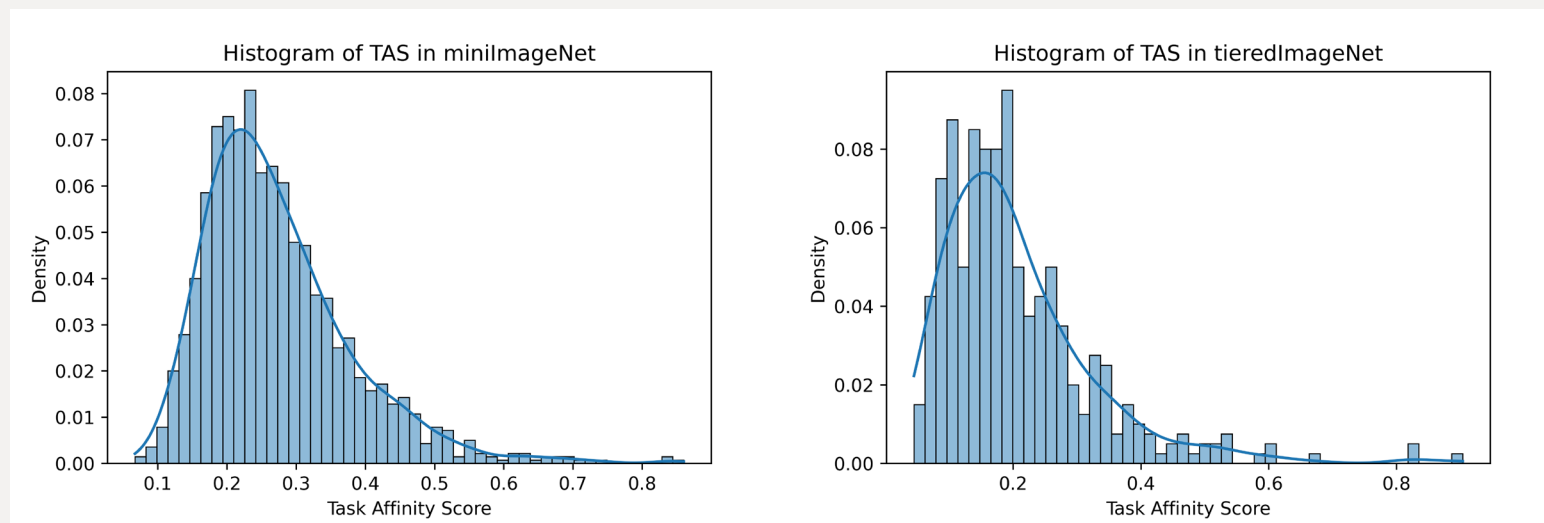 Histogram of TAS in miniImageNet
Density
0.08
0.07
0.06
0.05
0.04
0.03
0.02
0.01
0.00
0.1 0.2 0.3 0.4 0.5 0.6 0.7 0.8
Task Affinity Score
Histogram of TAS in tieredImageNet
Density
0.08
0.06
0.04
0.02
0.00
0.2 0.4 0.6 0.8
Task Affinity Score